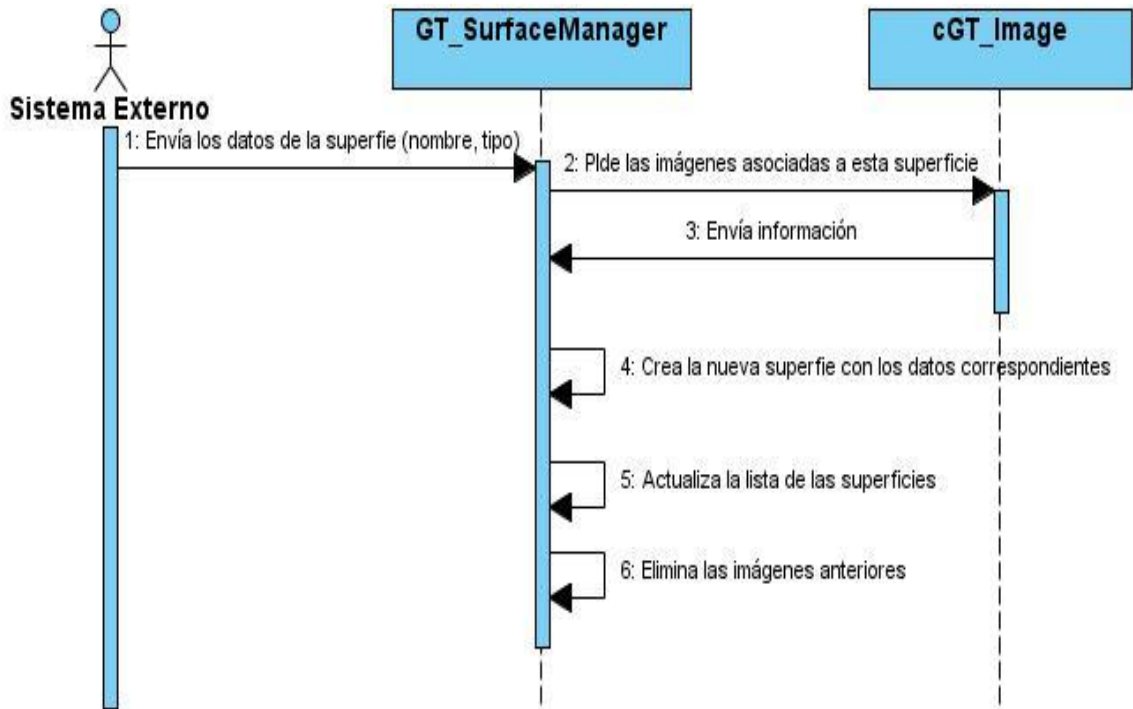 GT_SurfaceManager
cGT_Image
Sistema Externo
1: Envía los datos de la superfie (nombre, tipo)
2: PIde las imágenes asociadas a esta superficie
3: Envía información
4: Crea la nueva superfie con los datos correspondientes
5: Actualiza la lista de las superficies
6: Elimina las imágenes anteriores